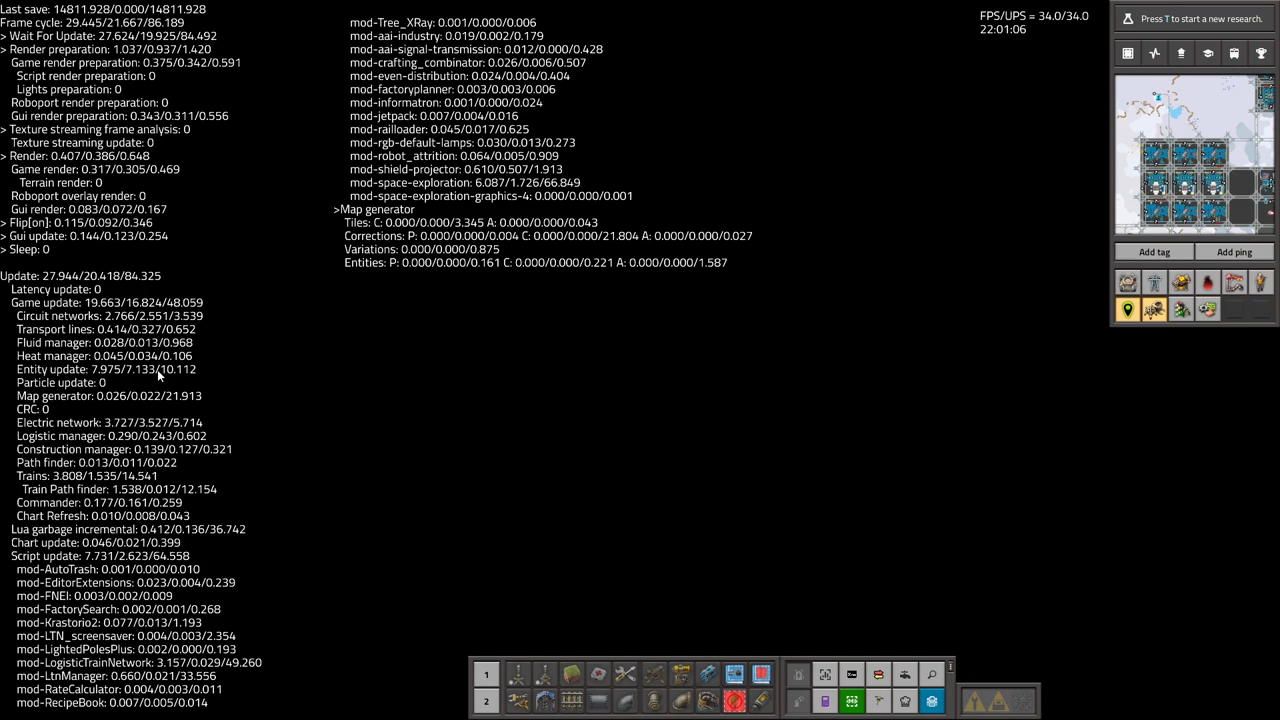 Last save: 14811.928/0.000/14811.928
Frame cycle: 29.445/21.667/86.189
> Wait For Update: 27.624/19.925/84.492
> Render preparation: 1.037/0.937/1.420
Game render preparation: 0.375/0.342/0.591
Script render preparation: 0
Lights preparation: 0
Roboport render preparation: 0
Gui render preparation: 0.343/0.311/0.556
> Texture streaming frame analysis: 0
Texture streaming update: 0
> Render: 0.407/0.386/0.648
Game render: 0.317/0.305/0.469
Terrain render: 0
Roboport overlay render: 0
Gui render: 0.083/0.072/0.167
> Flip[on]: 0.115/0.092/0.346
> Gui update: 0.144/0.123/0.254
> Sleep: 0
Update: 27.944/20.418/84.325
Latency update: 0
Game update: 19.663/16.824/48.059
Circuit networks: 2.766/2.551/3.539
Transport lines: 0.414/0.327/0.652
Fluid manager: 0.028/0.013/0.968
Heat manager: 0.045/0.034/0.106
Entity update: 7.975/7.133/10.112
Particle update: 0
Map generator: 0.026/0.022/21.913
CRC: 0
Electric network: 3.727/3.527/5.714
Logistic manager: 0.290/0.243/0.602
Construction manager: 0.139/0.127/0.321
Path finder: 0.013/0.011/0.022
Trains: 3.808/1.535/14.541
Train Path finder: 1.538/0.012/12.154
Commander: 0.177/0.161/0.259
Chart Refresh: 0.010/0.008/0.043
Lua garbage incremental: 0.412/0.136/36.742
Chart update: 0.046/0.021/0.399
Script update: 7.731/2.623/64.558
mod-AutoTrash: 0.001/0.000/0.010
mod-EditorExtensions: 0.023/0.004/0.239
mod-FNEI: 0.003/0.002/0.009
mod-FactorySearch: 0.002/0.001/0.268
mod-Krastorio2: 0.077/0.013/1.193
mod-LTN_screensaver: 0.004/0.003/2.354
mod-LightedPolesPlus: 0.002/0.000/0.193
mod-LogisticTrainNetwork: 3.157/0.029/49.260
mod-LtnManager: 0.660/0.021/33.556
mod-RateCalculator: 0.004/0.003/0.011
mod-RecipeBook: 0.007/0.005/0.014
mod-Tree_XRay: 0.001/0.000/0.006
mod-aai-industry: 0.019/0.002/0.179
mod-aai-signal-transmission: 0.012/0.000/0.428
mod-crafting_combinator: 0.026/0.006/0.507
mod-even-distribution: 0.024/0.004/0.404
mod-factoryplanner: 0.003/0.003/0.006
mod-informatron: 0.001/0.000/0.024
mod-jetpack: 0.007/0.004/0.016
mod-railloader: 0.045/0.017/0.625
mod-rgb-default-lamps: 0.030/0.013/0.273
mod-robot_attrition: 0.064/0.005/0.909
mod-shield-projector: 0.610/0.507/1.913
mod-space-exploration: 6.087/1.726/66.849
mod-space-exploration-graphics-4: 0.000/0.000/0.001
>Map generator
Tiles: C: 0.000/0.000/3.345 A: 0.000/0.000/0.043
Corrections: P: 0.000/0.000/0.004 C: 0.000/0.000/21.804 A: 0.000/0.000/0.027
Variations: 0.000/0.000/0.875
Entities: P: 0.000/0.000/0.161 C: 0.000/0.000/0.221 A: 0.000/0.000/1.587
FPS/UPS = 34.0/34.0
22:01:06
Press T to start a new research.
Add tag
Add ping
1
2